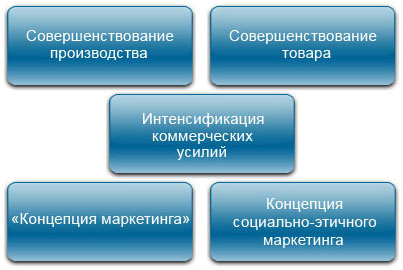 Совершенствование
производства
Совершенствование
товара
Интенсификация
коммерческих
усилий
«Концепция маркетинга»
Концепция
социально-этичного
маркетинга